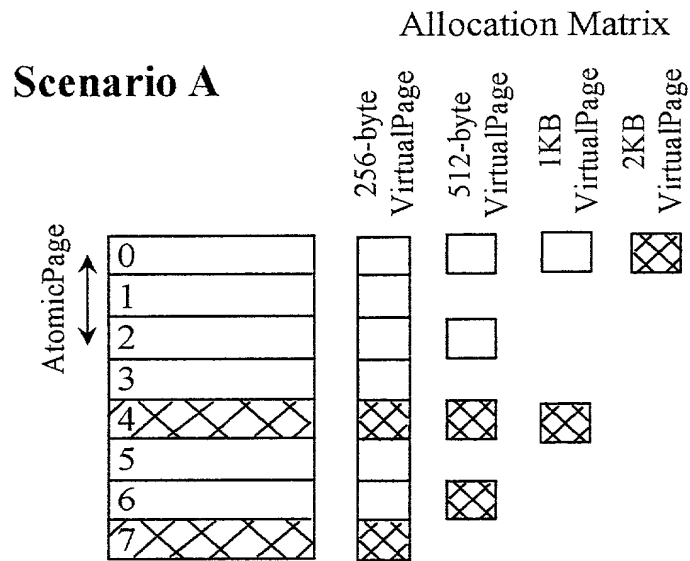 Allocation Matrix
Scenario A
256-byte
VirtualPage
512-byte
VirtualPage
1KB
VirtualPage
2KB
VirtualPage
AtomicPage
0
1
2
3
4
5
6
7